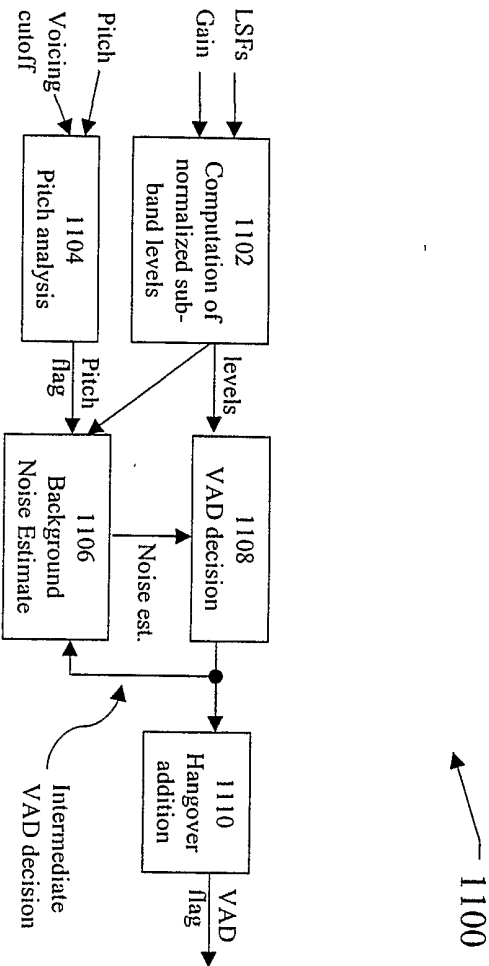 1100
LSFs
Gain
1102
Computation of
normalized sub-
band levels
levels
1108
VAD decision
1110
Hangover
addition
VAD
flag
Pitch
Voicing
cutoff
1104
Pitch analysis
Pitch
flag
1106
Background
Noise Estimate
Noise est.
Intermediate
VAD decision